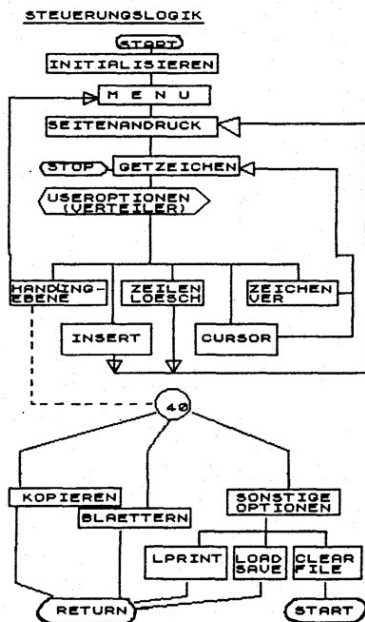 STEUERUNGSLOGIK
START
INITIALISIEREN
M E N U
SEITENANDRUCK
STOP
GETZEICHEN
USEROPTIONEN
(VERTEILER)
HANDING-
EBENE
ZEILEN
LOESCH
ZEICHEN
VER
INSERT
CURSOR
40
KOPIEREN
BLAETTERN
SONSTIGE
OPTIONEN
LPRINT
LOAD
SAVE
CLEAR
FILE
RETURN
START